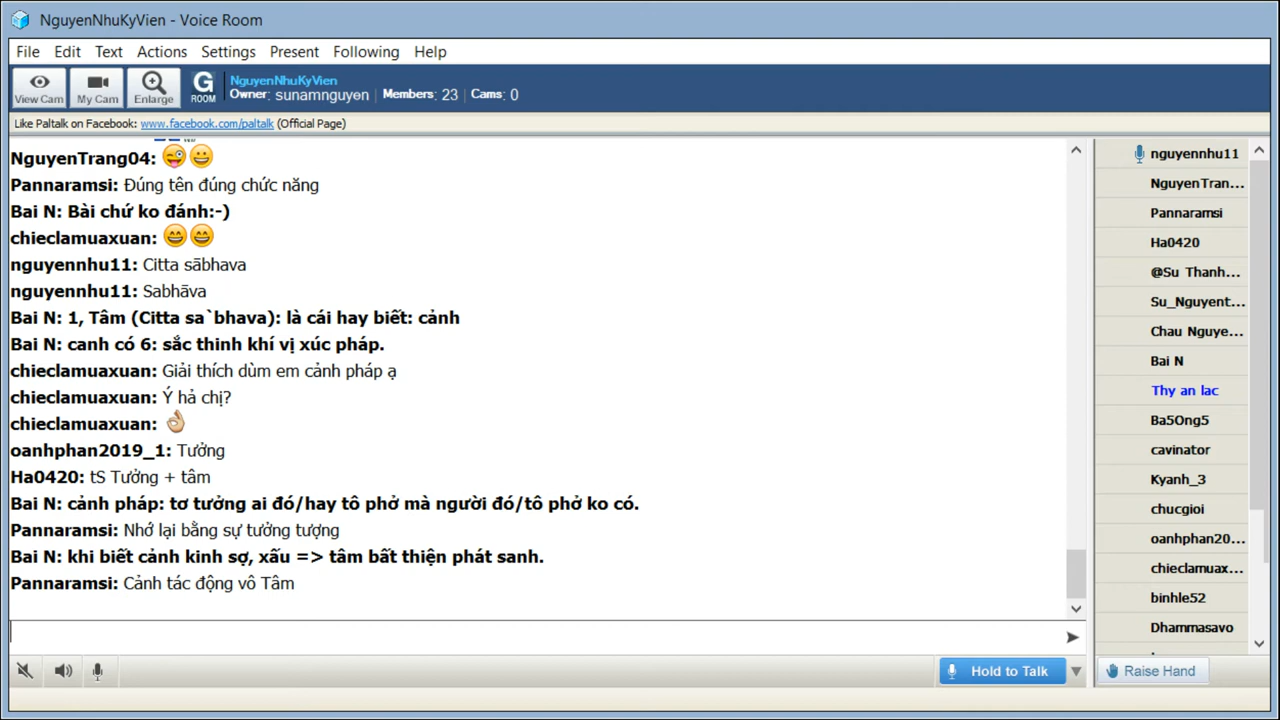 NguyenNhuKyVien - Voice Room
File Edit Text Actions Settings Present Following Help
View Cam My Cam Enlarge G ROOM NguyenNhuKyVien
Owner: sunamnguyen Members: 23 Cams: 0
Like Paltalk on Facebook: www.facebook.com/paltalk (Official Page)
NguyenTrang04: 😜😀
Pannaramsi: Đúng tên đúng chức năng
Bai N: Bài chứ ko đánh:-)
chieclamuaxuan: 😄😄
nguyennhu11: Citta sābhava
nguyennhu11: Sabhāva
Bai N: 1, Tâm (Citta sa`bhava): là cái hay biết: cảnh
Bai N: canh có 6: sắc thinh khí vị xúc pháp.
chieclamuaxuan: Giải thích dùm em cảnh pháp ạ
chieclamuaxuan: Ý hả chị?
chieclamuaxuan: 👌🏼
oanhphan2019_1: Tưởng
Ha0420: tS Tưởng + tâm
Bai N: cảnh pháp: tơ tưởng ai đó/hay tô phở mà người đó/tô phở ko có.
Pannaramsi: Nhớ lại bằng sự tưởng tượng
Bai N: khi biết cảnh kinh sợ, xấu => tâm bất thiện phát sanh.
Pannaramsi: Cảnh tác động vô Tâm
nguyennhu11
NguyenTran...
Pannaramsi
Ha0420
@Su Thanh...
Su_Nguyent...
Chau Nguye...
Bai N
Thy an lac
Ba5Ong5
cavinator
Kyanh_3
chucgioi
oanhphan20...
chieclamuax...
binhle52
Dhammasavo
Hold to Talk
Raise Hand